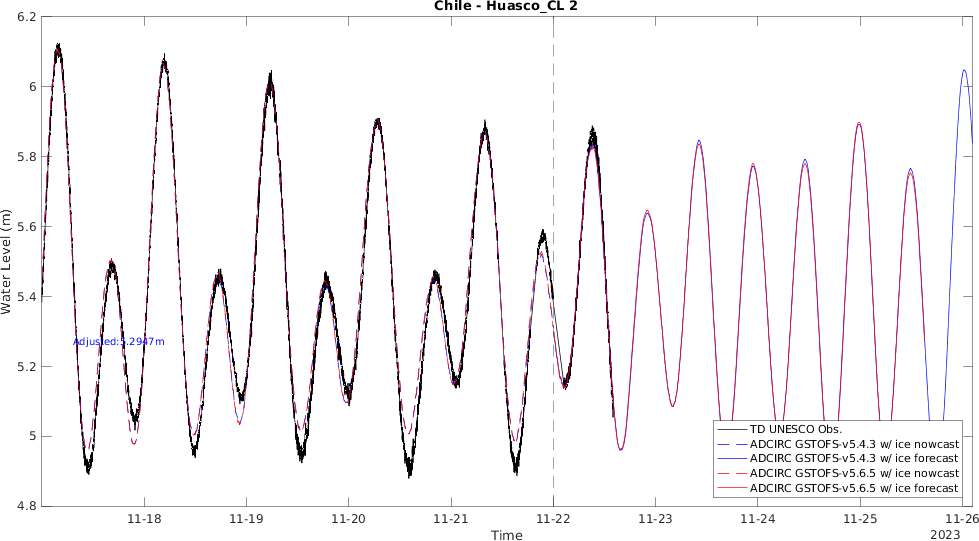 Chile - Huasco_CL 2
6.2
6
5.8
5.6
5.4
5.2
5
4.8
Water Level (m)
Adjusted:5.2947m
TD UNESCO Obs.
ADCIRC GSTOFS-v5.4.3 w/ ice nowcast
ADCIRC GSTOFS-v5.4.3 w/ ice forecast
ADCIRC GSTOFS-v5.6.5 w/ ice nowcast
ADCIRC GSTOFS-v5.6.5 w/ ice forecast
11-18 11-19 11-20 11-21 11-22 11-23 11-24 11-25 11-26
Time 2023